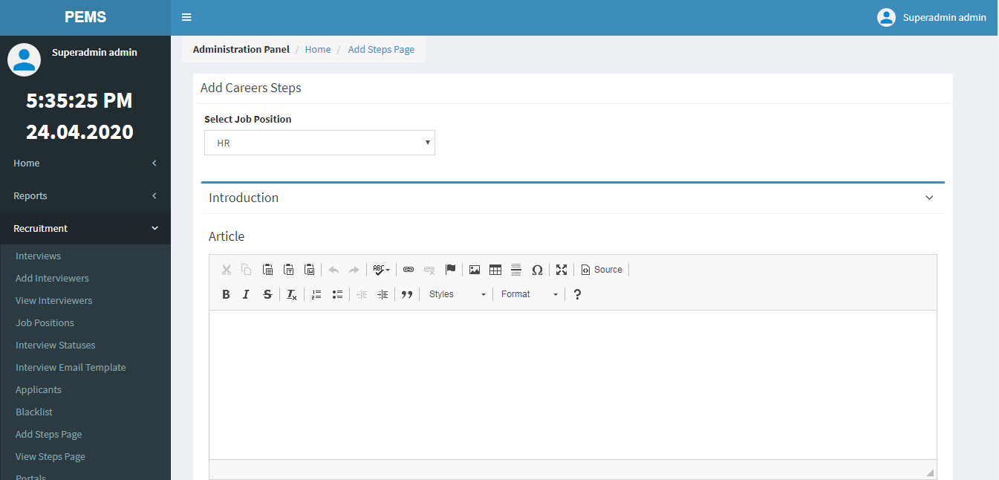 PEMS
Superadmin admin
Superadmin admin
5:35:25 PM
24.04.2020
Home
Reports
Recruitment
Interviews
Add Interviewers
View Interviewers
Job Positions
Interview Statuses
Interview Email Template
Applicants
Blacklist
Add Steps Page
View Steps Page
Portals
Administration Panel / Home / Add Steps Page
Add Careers Steps
Select Job Position
HR
Introduction
Article
ABC Ω Source
B I S Tx Styles Format ?